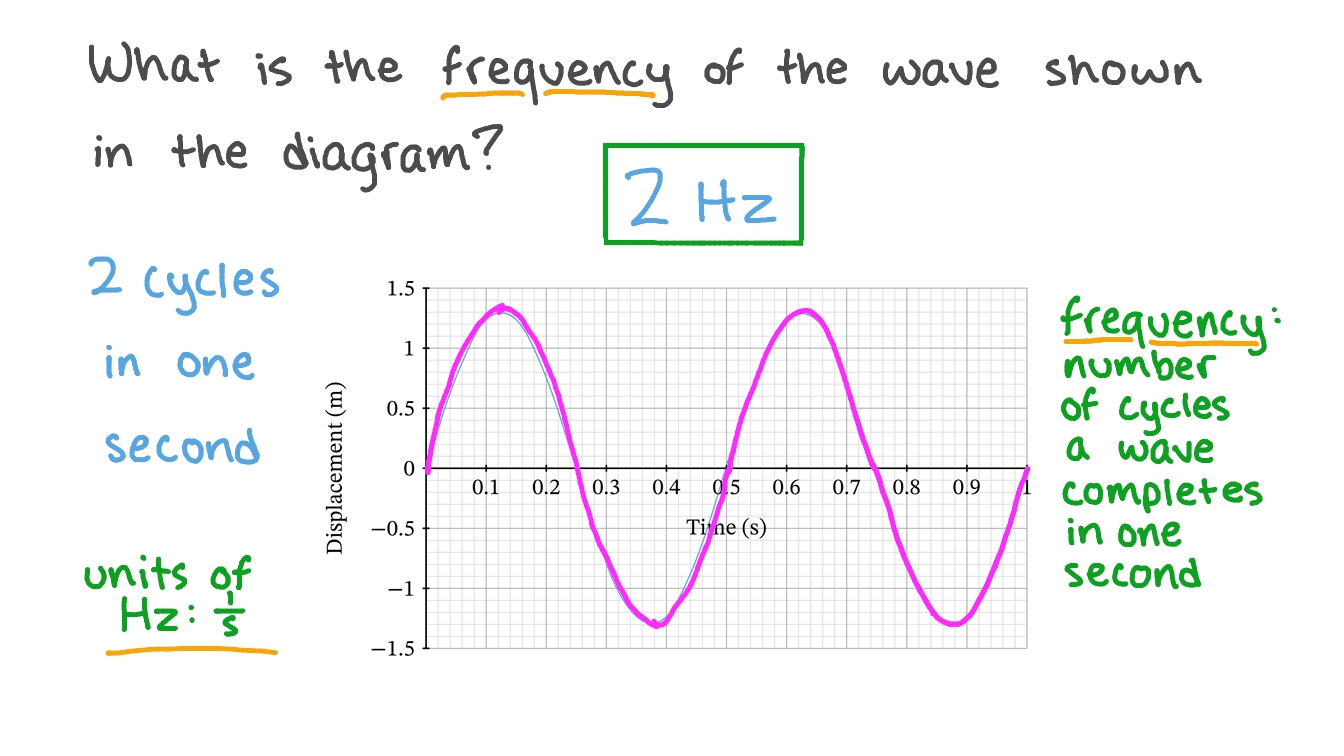 What is the frequency of the wave shown
in the diagram?
2 Hz
2 cycles
in one
second
units of
Hz: 1/s
1.5
1
0.5
0
−0.5
−1
−1.5
Displacement (m)
0.1 0.2 0.3 0.4 0.5 0.6 0.7 0.8 0.9 1
Time (s)
frequency:
number
of cycles
a wave
completes
in one
second